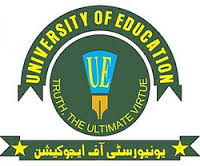 UNIVERSITY OF EDUCATION
UE
TRUTH, THE ULTIMATE VIRTUE
یونیورسٹی آف ایجوکیشن